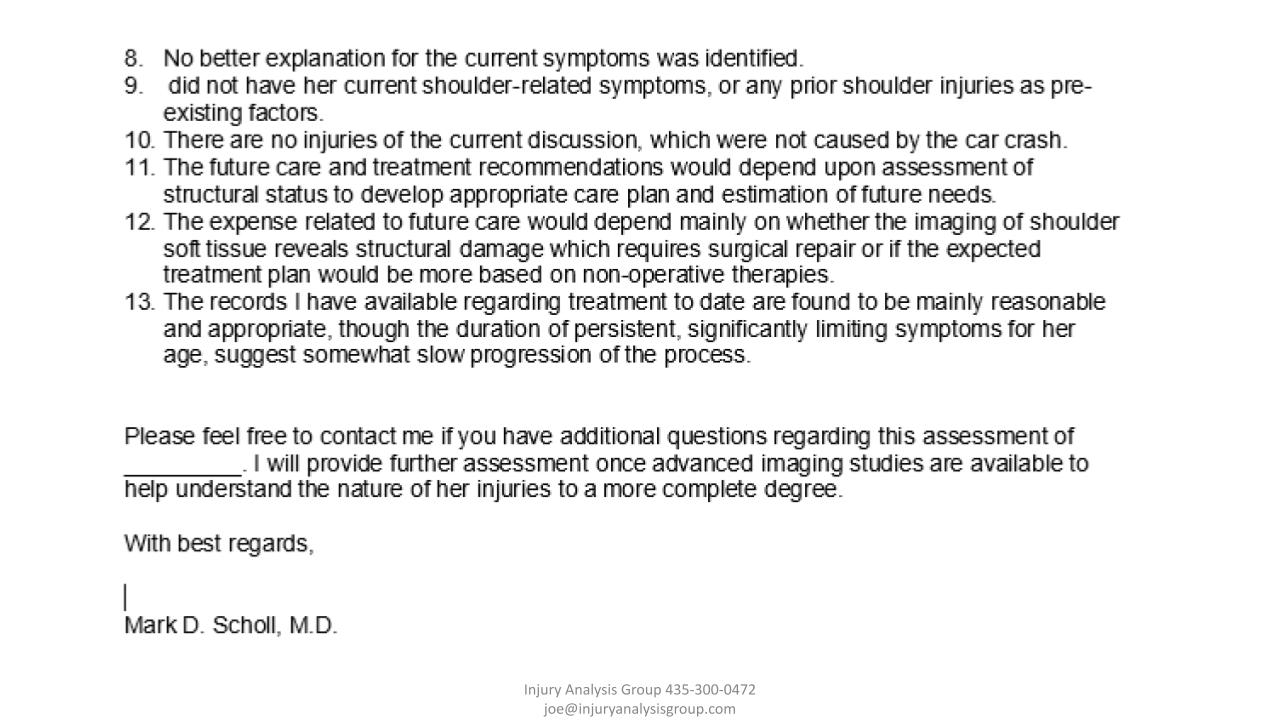 8. No better explanation for the current symptoms was identified.
9. did not have her current shoulder-related symptoms, or any prior shoulder injuries as pre-
existing factors.
10. There are no injuries of the current discussion, which were not caused by the car crash.
11. The future care and treatment recommendations would depend upon assessment of
structural status to develop appropriate care plan and estimation of future needs.
12. The expense related to future care would depend mainly on whether the imaging of shoulder
soft tissue reveals structural damage which requires surgical repair or if the expected
treatment plan would be more based on non-operative therapies.
13. The records I have available regarding treatment to date are found to be mainly reasonable
and appropriate, though the duration of persistent, significantly limiting symptoms for her
age, suggest somewhat slow progression of the process.
Please feel free to contact me if you have additional questions regarding this assessment of
_________. I will provide further assessment once advanced imaging studies are available to
help understand the nature of her injuries to a more complete degree.
With best regards,
Mark D. Scholl, M.D.
Injury Analysis Group 435-300-0472
joe@injuryanalysisgroup.com